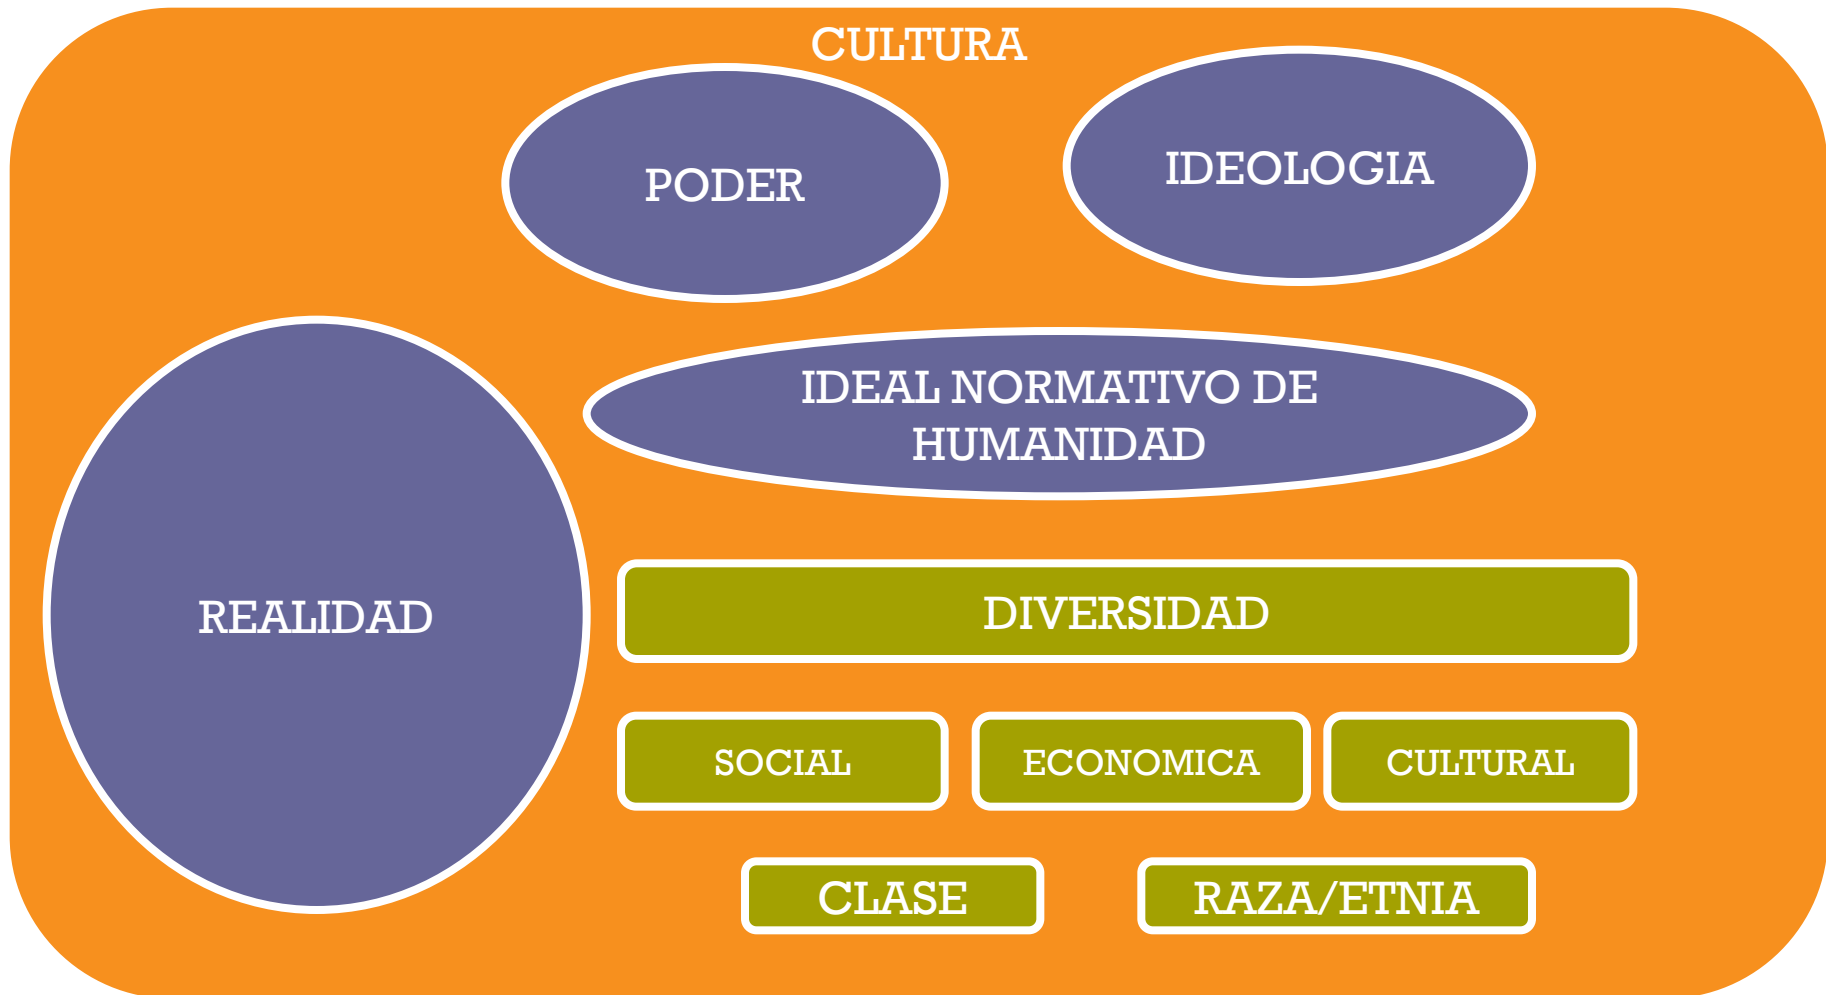 CULTURA
PODER
IDEOLOGIA
IDEAL NORMATIVO DE
HUMANIDAD
REALIDAD
DIVERSIDAD
SOCIAL
ECONOMICA
CULTURAL
CLASE
RAZA/ETNIA